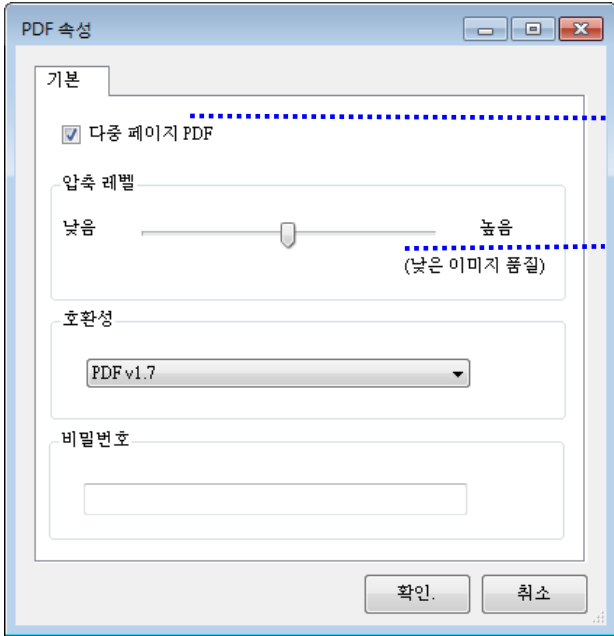 PDF 속성
기본
다중 페이지 PDF
압축 레벨
낮음 높음
(낮은 이미지 품질)
호환성
PDF v1.7
비밀번호
확인. 취소